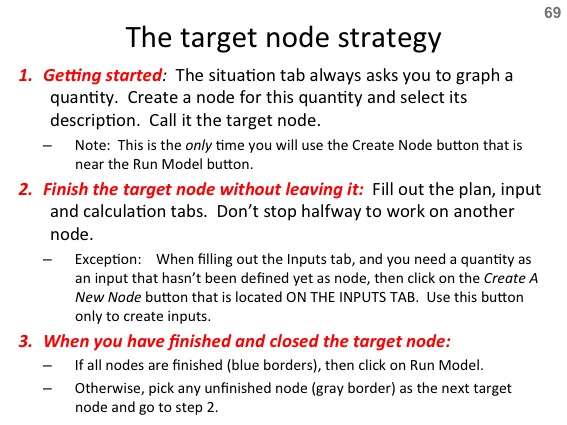 69
The target node strategy
1. Getting started: The situation tab always asks you to graph a
quantity. Create a node for this quantity and select its
description. Call it the target node.
– Note: This is the only time you will use the Create Node button that is
near the Run Model button.
2. Finish the target node without leaving it: Fill out the plan, input
and calculation tabs. Don't stop halfway to work on another
node.
– Exception: When filling out the Inputs tab, and you need a quantity as
an input that hasn't been defined yet as node, then click on the Create A
New Node button that is located ON THE INPUTS TAB. Use this button
only to create inputs.
3. When you have finished and closed the target node:
– If all nodes are finished (blue borders), then click on Run Model.
– Otherwise, pick any unfinished node (gray border) as the next target
node and go to step 2.